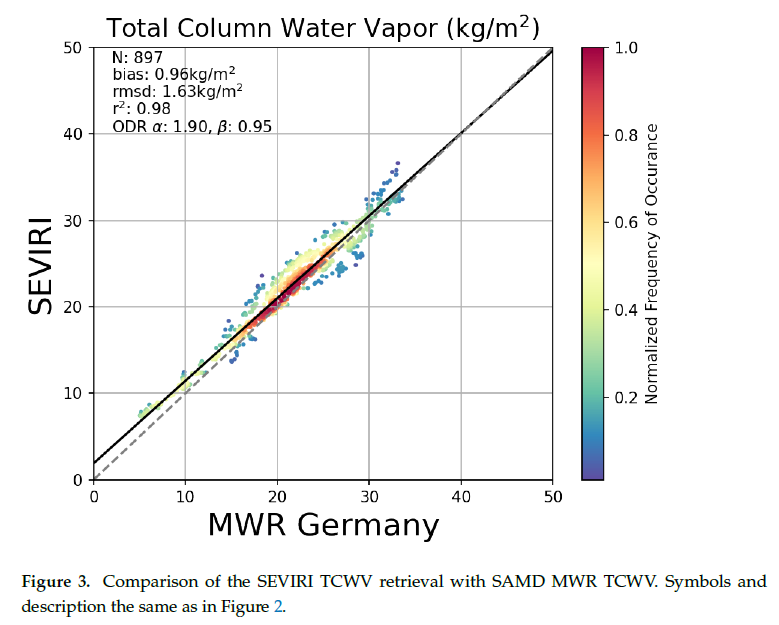 Total Column Water Vapor (kg/m²)
N: 897
bias: 0.96kg/m²
rmsd: 1.63kg/m²
r²: 0.98
ODR α: 1.90, β: 0.95
50
40
30
20
10
0
SEVIRI
0 10 20 30 40 50
MWR Germany
1.0
0.8
0.6
0.4
0.2
Normalized Frequency of Occurance
Figure 3. Comparison of the SEVIRI TCWV retrieval with SAMD MWR TCWV. Symbols and
description the same as in Figure 2.